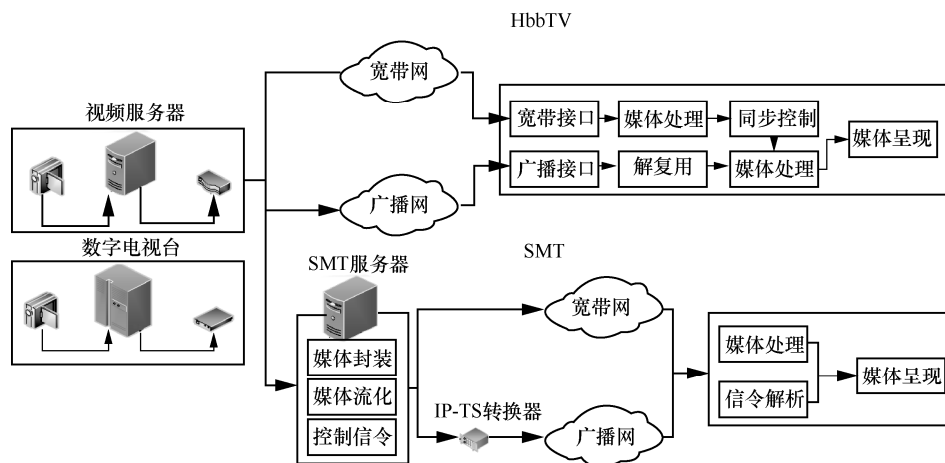 HbbTV
宽带网
视频服务器
宽带接口
媒体处理
同步控制
媒体呈现
广播接口
解复用
媒体处理
广播网
数字电视台
SMT服务器
SMT
宽带网
媒体封装
媒体处理
媒体流化
媒体呈现
信令解析
IP-TS转换器
控制信令
广播网